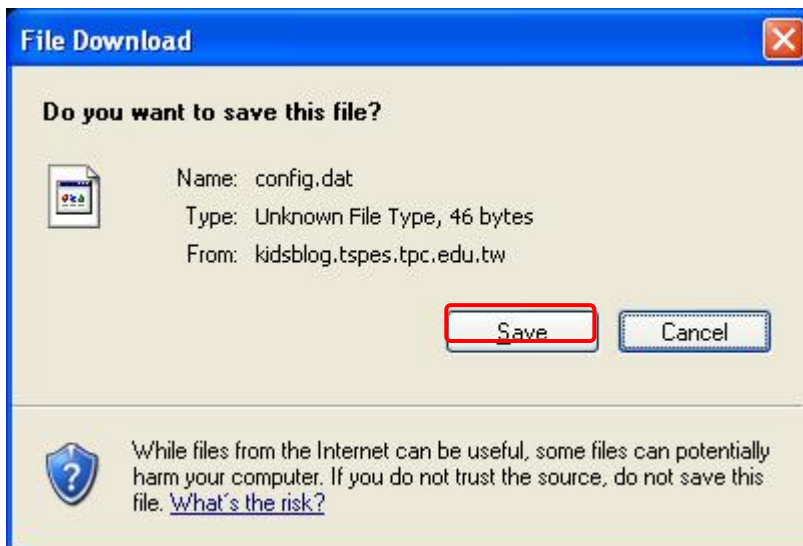 File Download
Do you want to save this file?
Name: config.dat
Type: Unknown File Type, 46 bytes
From: kidsblog.tspes.tpc.edu.tw
Save Cancel
While files from the Internet can be useful, some files can potentially
harm your computer. If you do not trust the source, do not save this
file. What's the risk?